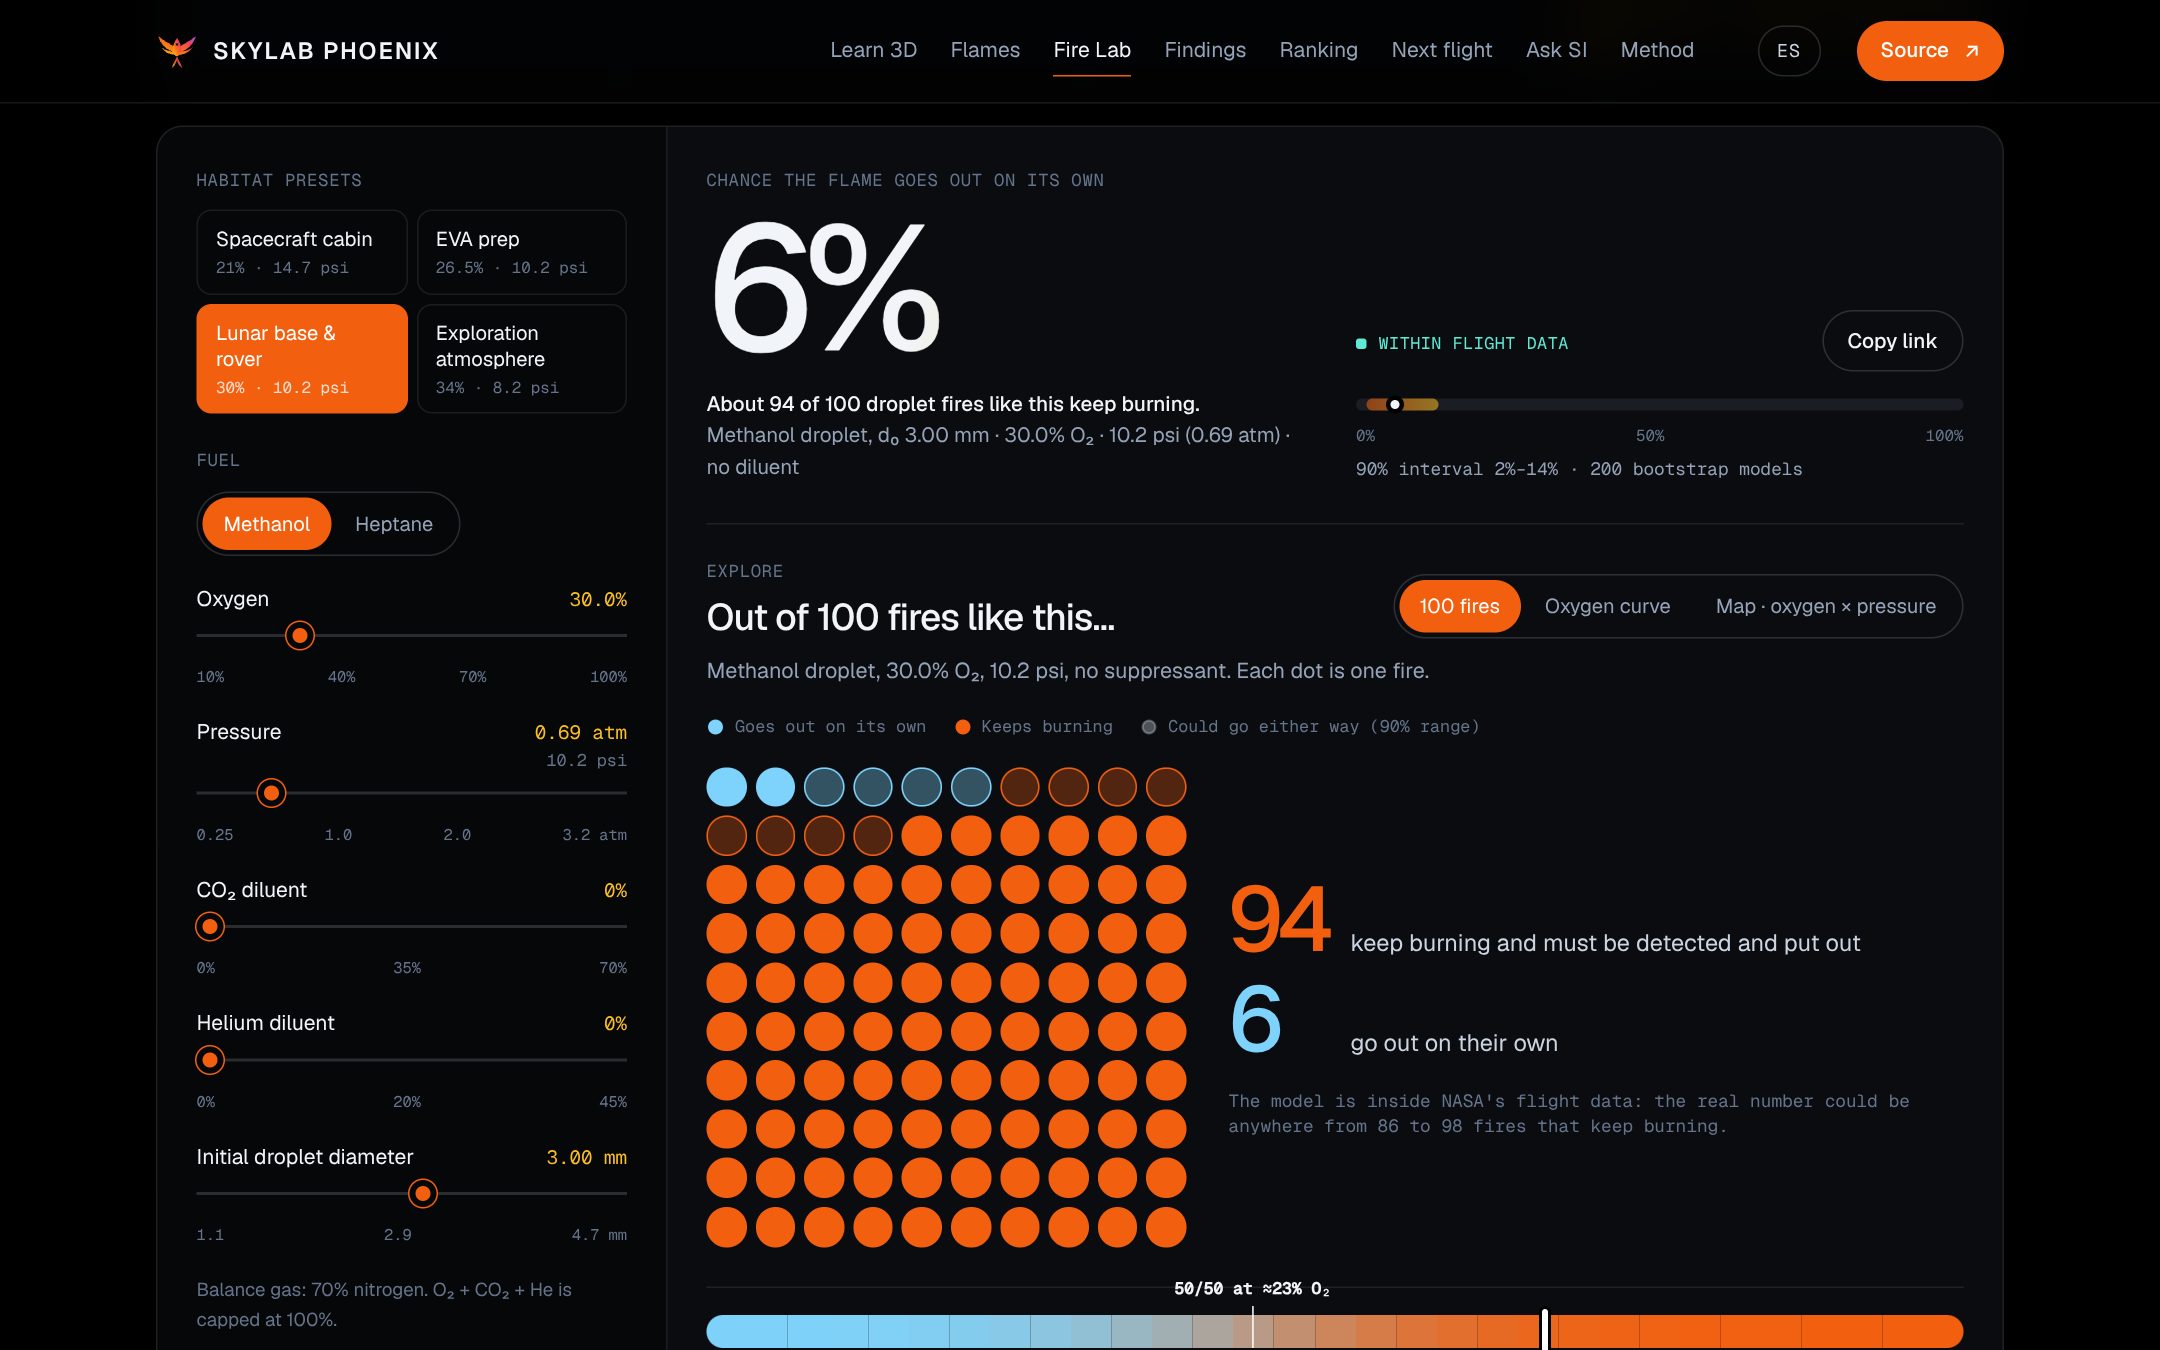 SKYLAB PHOENIX
Learn 3D
Flames
Fire Lab
Findings
Ranking
Next flight
Ask SI
Method
ES
Source ↗
HABITAT PRESETS
Spacecraft cabin
21% · 14.7 psi
EVA prep
26.5% · 10.2 psi
Lunar base &
rover
30% · 10.2 psi
Exploration
atmosphere
34% · 8.2 psi
FUEL
Methanol
Heptane
Oxygen
30.0%
10%
40%
70%
100%
Pressure
0.69 atm
10.2 psi
0.25
1.0
2.0
3.2 atm
CO₂ diluent
0%
0%
35%
70%
Helium diluent
0%
0%
20%
45%
Initial droplet diameter
3.00 mm
1.1
2.9
4.7 mm
Balance gas: 70% nitrogen. O₂ + CO₂ + He is
capped at 100%.
CHANCE THE FLAME GOES OUT ON ITS OWN
6%
About 94 of 100 droplet fires like this keep burning.
Methanol droplet, d₀ 3.00 mm · 30.0% O₂ · 10.2 psi (0.69 atm) ·
no diluent
WITHIN FLIGHT DATA
Copy link
0%
50%
100%
90% interval 2%–14% · 200 bootstrap models
EXPLORE
Out of 100 fires like this...
100 fires
Oxygen curve
Map · oxygen × pressure
Methanol droplet, 30.0% O₂, 10.2 psi, no suppressant. Each dot is one fire.
Goes out on its own
Keeps burning
Could go either way (90% range)
94 keep burning and must be detected and put out
6 go out on their own
The model is inside NASA's flight data: the real number could be
anywhere from 86 to 98 fires that keep burning.
50/50 at ≈23% O₂